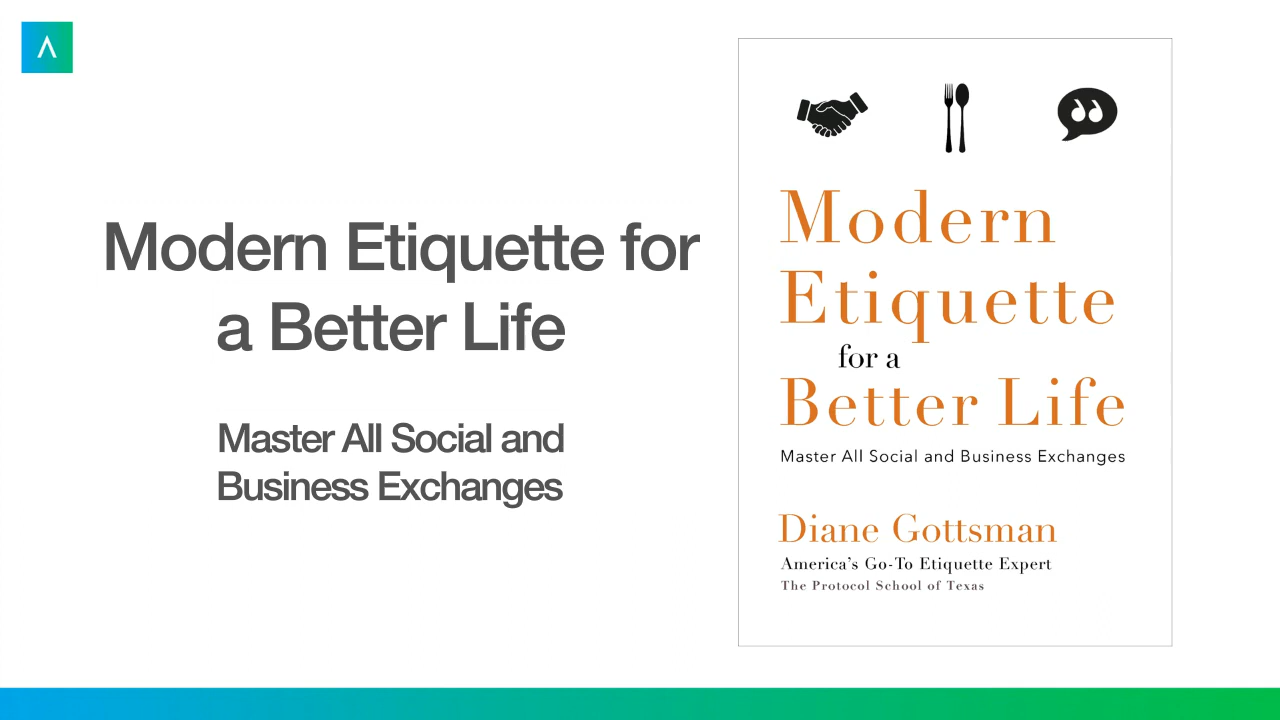 Modern Etiquette for
a Better Life
Master All Social and
Business Exchanges
Modern
Etiquette
for a
Better Life
Master All Social and Business Exchanges
Diane Gottsman
America's Go-To Etiquette Expert
The Protocol School of Texas